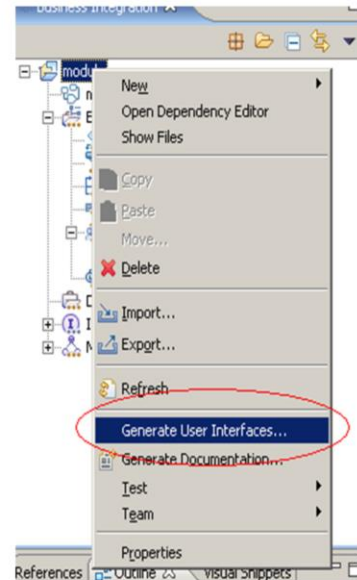 Business Integration
modul
New
Open Dependency Editor
Show Files
Copy
Paste
Move...
Delete
Import...
Export...
Refresh
Generate User Interfaces...
Generate Documentation...
Test
Team
Properties
References Outline Visual Snippets